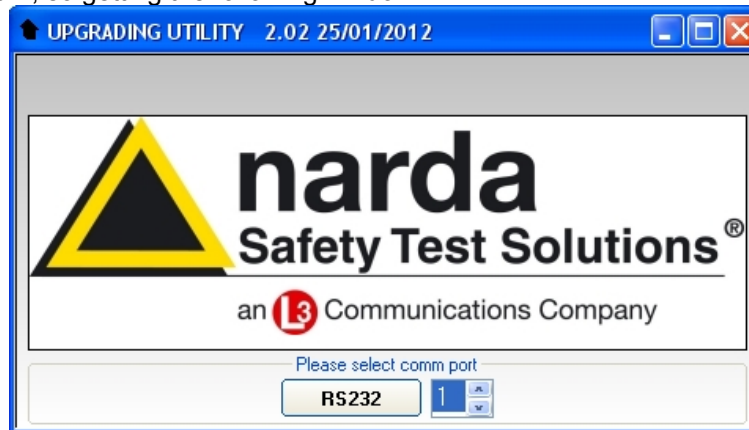 UPGRADING UTILITY 2.02 25/01/2012
narda
Safety Test Solutions®
an L3 Communications Company
Please select comm port
RS232 1